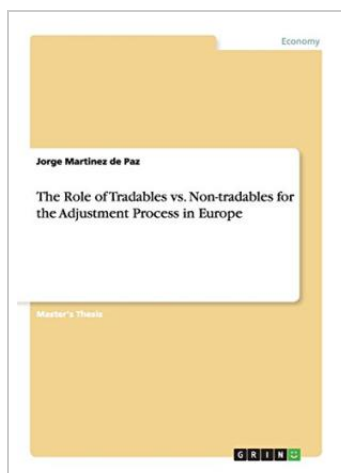 Economy
Jorge Martinez de Paz
The Role of Tradables vs. Non-tradables for
the Adjustment Process in Europe
Master's Thesis
GRIN